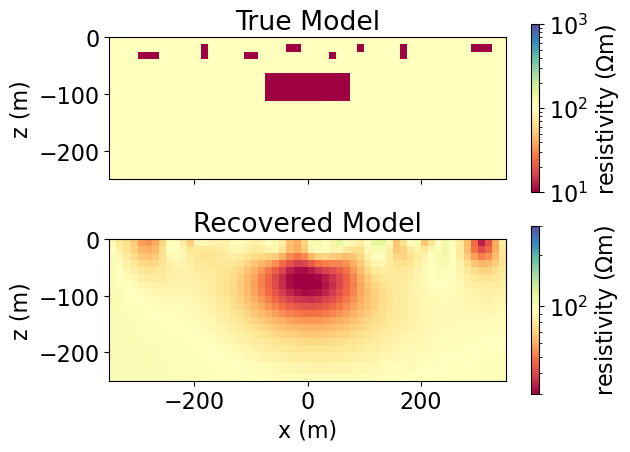 True Model
0
−100
−200
z (m)
10³
10²
10¹
resistivity (Ωm)
Recovered Model
0
−100
−200
z (m)
−200
0
200
x (m)
10²
resistivity (Ωm)